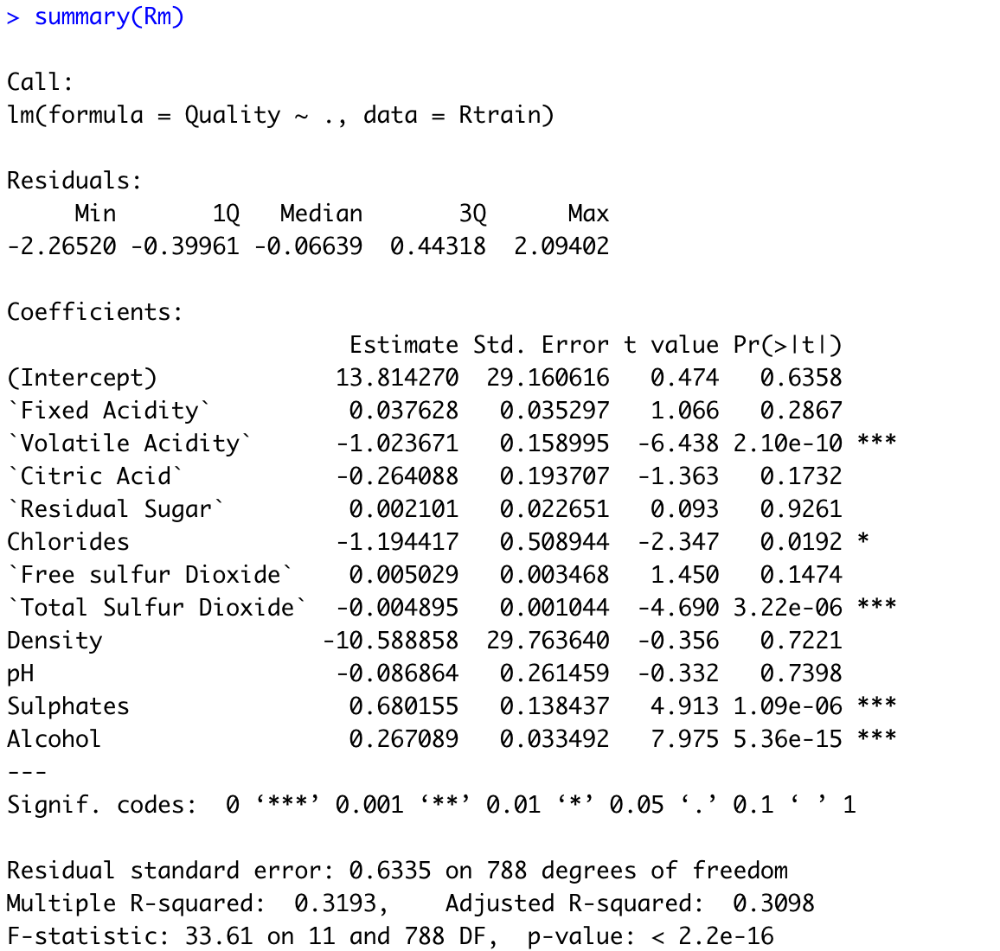 > summary(Rm)
Call:
lm(formula = Quality ~ ., data = Rtrain)
Residuals:
     Min       1Q   Median       3Q      Max
-2.26520 -0.39961 -0.06639  0.44318  2.09402
Coefficients:
                         Estimate Std. Error t value Pr(>|t|)
(Intercept)             13.814270  29.160616   0.474   0.6358
`Fixed Acidity`          0.037628   0.035297   1.066   0.2867
`Volatile Acidity`      -1.023671   0.158995  -6.438 2.10e-10 ***
`Citric Acid`           -0.264088   0.193707  -1.363   0.1732
`Residual Sugar`         0.002101   0.022651   0.093   0.9261
Chlorides               -1.194417   0.508944  -2.347   0.0192 *
`Free sulfur Dioxide`    0.005029   0.003468   1.450   0.1474
`Total Sulfur Dioxide`  -0.004895   0.001044  -4.690 3.22e-06 ***
Density                -10.588858  29.763640  -0.356   0.7221
pH                      -0.086864   0.261459  -0.332   0.7398
Sulphates                0.680155   0.138437   4.913 1.09e-06 ***
Alcohol                  0.267089   0.033492   7.975 5.36e-15 ***
---
Signif. codes:  0 ‘***’ 0.001 ‘**’ 0.01 ‘*’ 0.05 ‘.’ 0.1 ‘ ’ 1
Residual standard error: 0.6335 on 788 degrees of freedom
Multiple R-squared:  0.3193,    Adjusted R-squared:  0.3098
F-statistic: 33.61 on 11 and 788 DF,  p-value: < 2.2e-16